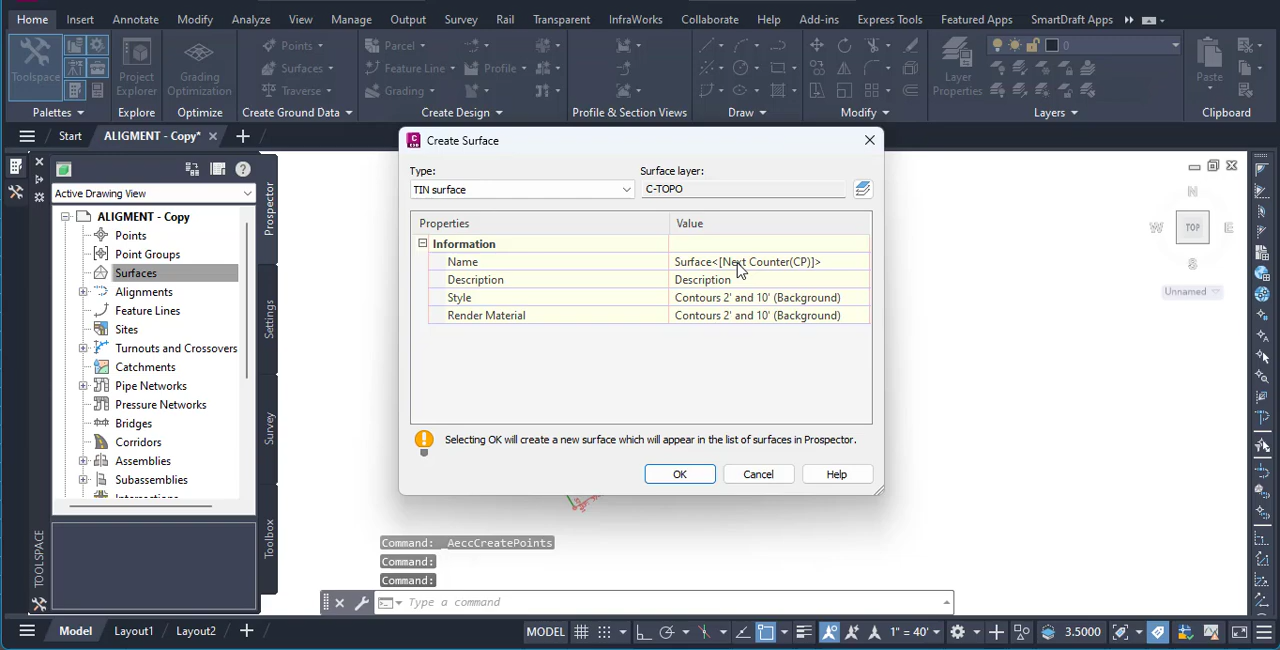 Home Insert Annotate Modify Analyze View Manage Output Survey Rail Transparent InfraWorks Collaborate Help Add-ins Express Tools Featured Apps SmartDraft Apps
Toolspace
Project Explorer
Grading Optimization
Points
Surfaces
Traverse
Parcel
Feature Line
Grading
Profile
0
Layer Properties
Paste
Palettes Explore Optimize Create Ground Data Create Design Profile & Section Views Draw Modify Layers Clipboard
Start ALIGMENT - Copy*
Create Surface
Type: Surface layer:
TIN surface C-TOPO
Properties Value
Information
Name Surface<[Next Counter(CP)]>
Description Description
Style Contours 2' and 10' (Background)
Render Material Contours 2' and 10' (Background)
Selecting OK will create a new surface which will appear in the list of surfaces in Prospector.
OK Cancel Help
Active Drawing View
ALIGMENT - Copy
Points
Point Groups
Surfaces
Alignments
Feature Lines
Sites
Turnouts and Crossovers
Catchments
Pipe Networks
Pressure Networks
Bridges
Corridors
Assemblies
Subassemblies
Prospector
Settings
Survey
Toolbox
TOOLSPACE
N
W TOP E
S
Unnamed
Command: _AeccCreatePoints
Command:
Command:
Type a command
Model Layout1 Layout2
MODEL 1" = 40' 3.5000